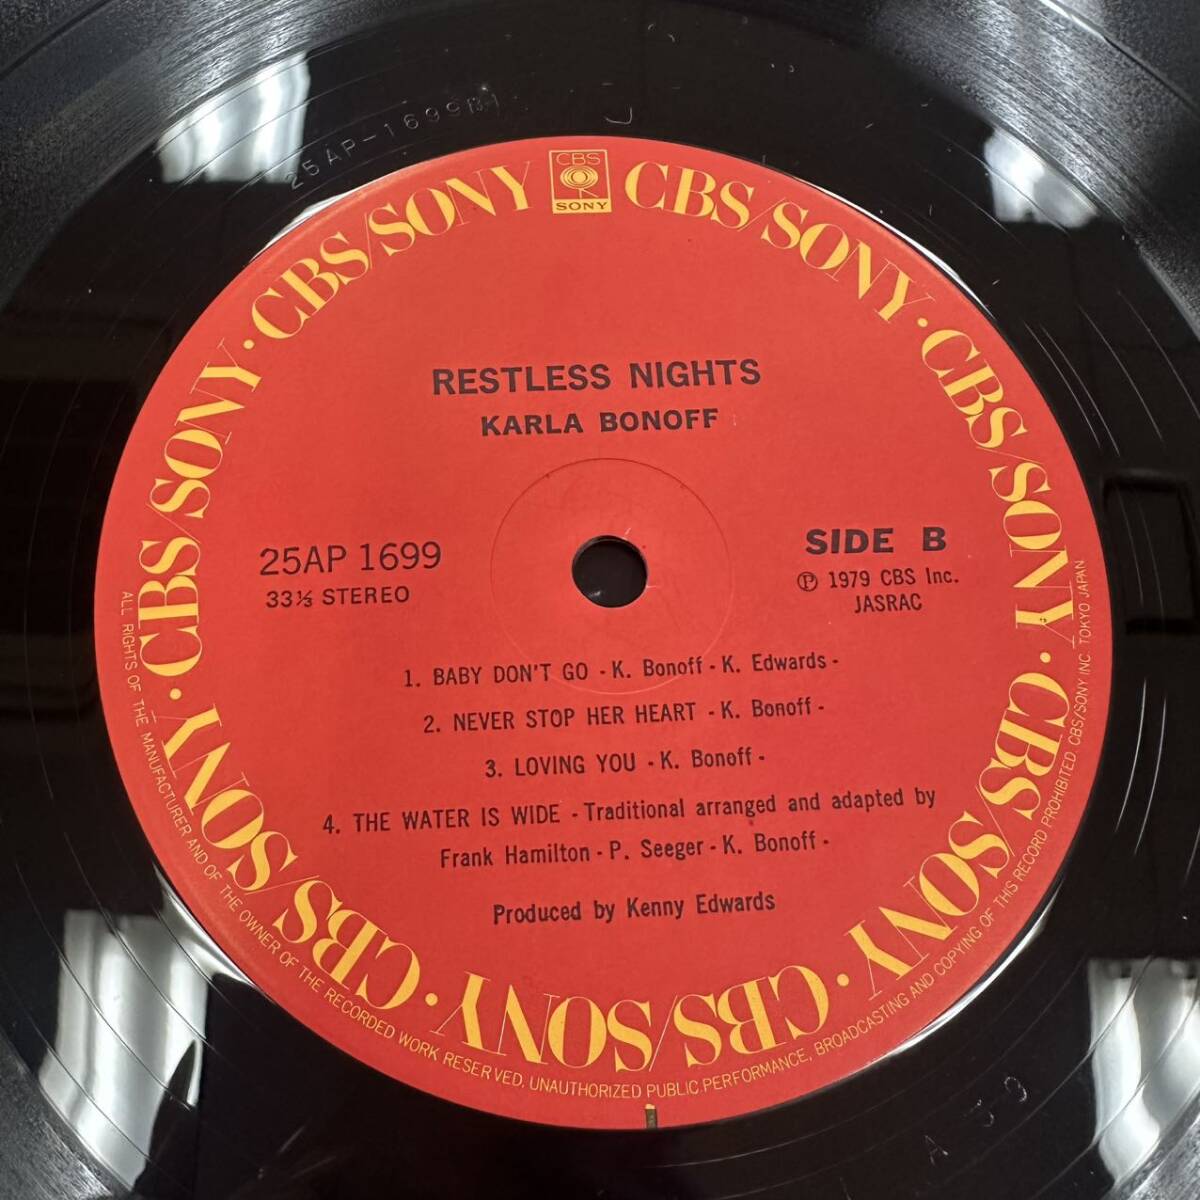 25AP-1699B1
CBS
SONY
CBS/SONY · CBS/SONY · CBS/SONY · CBS/SONY · CBS/SONY · CBS/SONY · CBS/SONY · CBS/SONY
RESTLESS NIGHTS
KARLA BONOFF
25AP 1699
33⅓ STEREO
SIDE B
Ⓟ 1979 CBS Inc.
JASRAC
1. BABY DON'T GO - K. Bonoff - K. Edwards -
2. NEVER STOP HER HEART - K. Bonoff -
3. LOVING YOU - K. Bonoff -
4. THE WATER IS WIDE - Traditional arranged and adapted by
Frank Hamilton - P. Seeger - K. Bonoff -
Produced by Kenny Edwards
ALL RIGHTS OF THE MANUFACTURER AND OF THE OWNER OF THE RECORDED WORK RESERVED. UNAUTHORIZED PUBLIC PERFORMANCE, BROADCASTING AND COPYING OF THIS RECORD PROHIBITED. CBS/SONY INC. TOKYO JAPAN